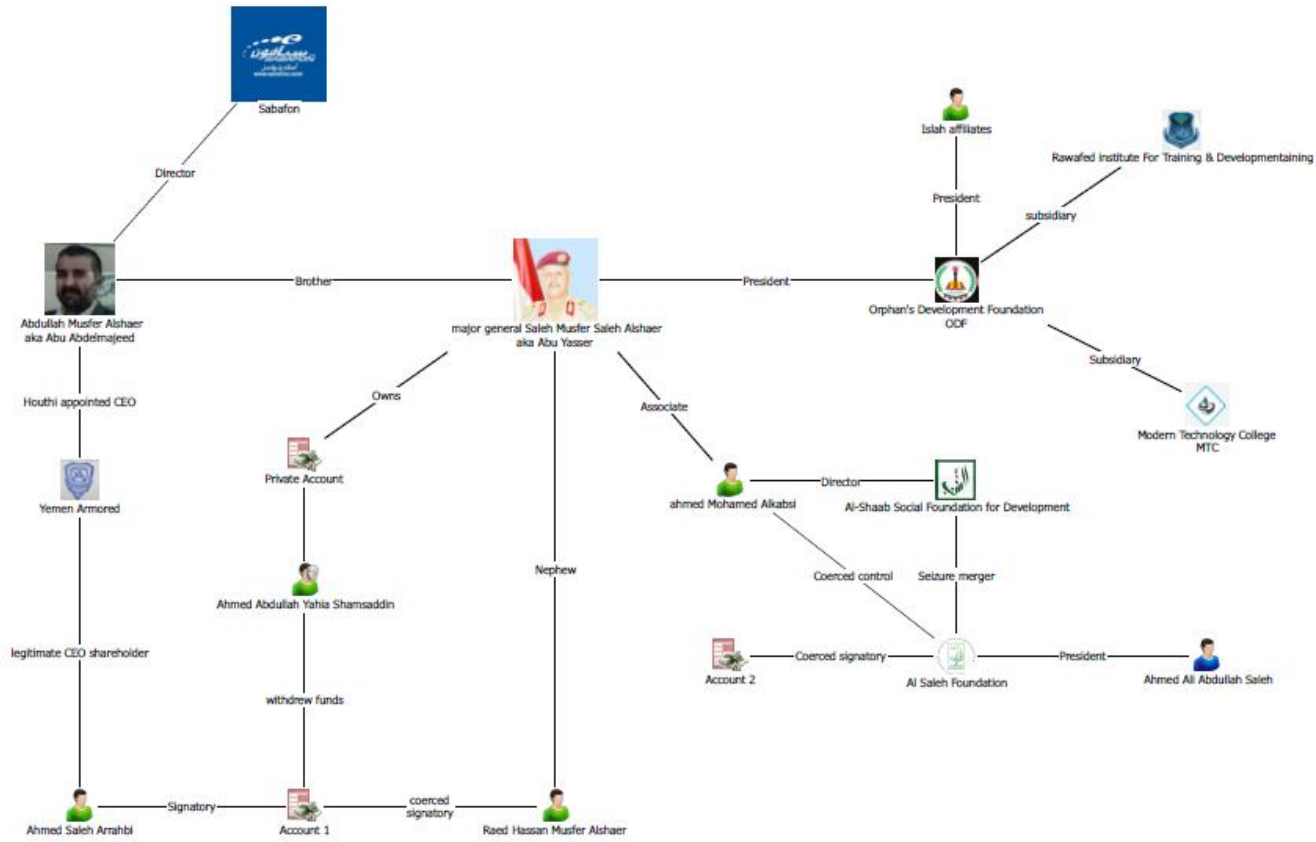 سبأفون
www.sabafon.com
Sabafon
Director
Islah affiliates
Rawafed institute For Training & Developmentaining
President
subsidiary
Brother
President
Abdullah Musfer Alshaer
aka Abu Abdelmajeed
major general Saleh Musfer Saleh Alshaer
aka Abu Yasser
Orphan's Development Foundation
ODF
Subsidiary
Houthi appointed CEO
Owns
Associate
Modern Technology College
MTC
Private Account
Yemen Armored
ahmed Mohamed Alkabsi
Director
Al-Shaab Social Foundation for Development
Nephew
Coerced control
Seizure merger
Ahmed Abdullah Yahia Shamsaddin
legitimate CEO shareholder
Coerced signatory
President
Account 2
Al Saleh Foundation
Ahmed Ali Abdullah Saleh
withdrew funds
Signatory
coerced
signatory
Ahmed Saleh Arrahbi
Account 1
Raed Hassan Musfer Alshaer